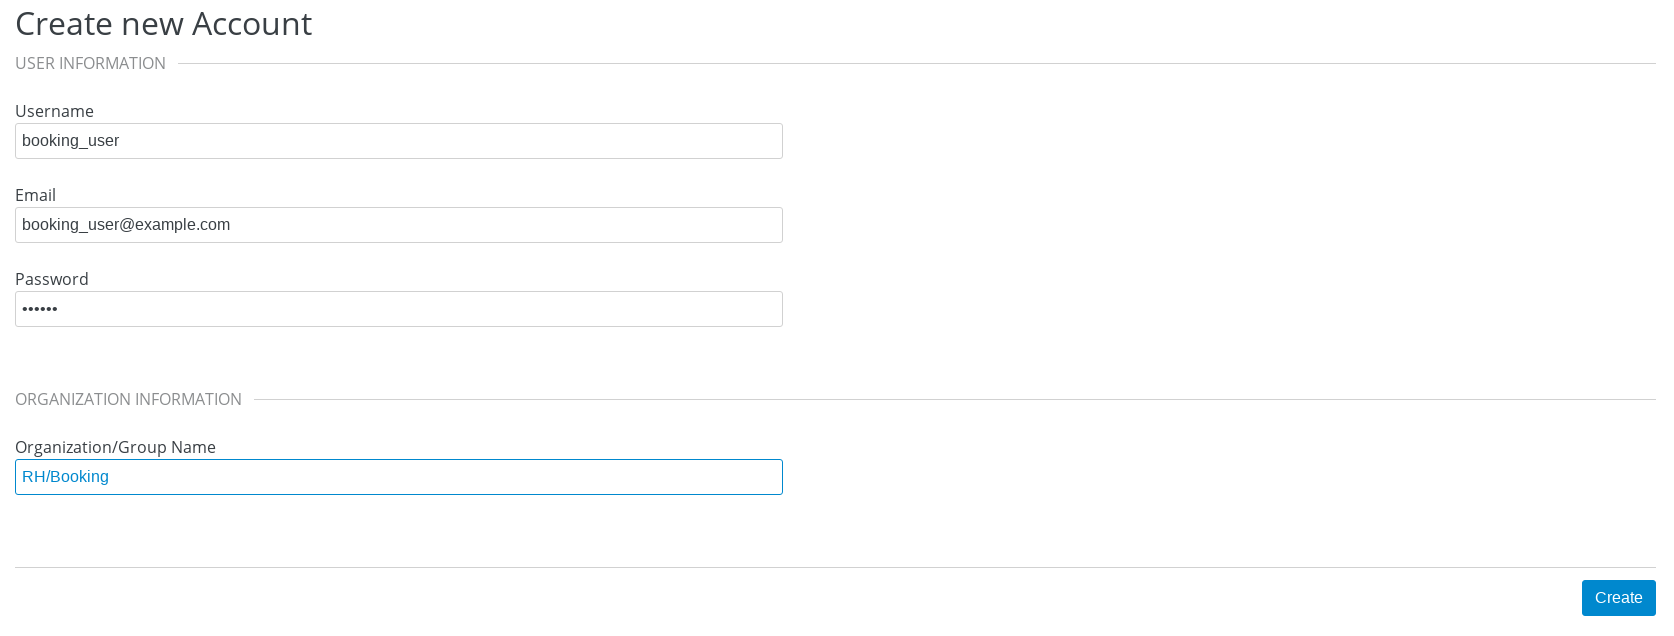 Create new Account
USER INFORMATION
Username
booking_user
Email
booking_user@example.com
Password
••••••
ORGANIZATION INFORMATION
Organization/Group Name
RH/Booking
Create